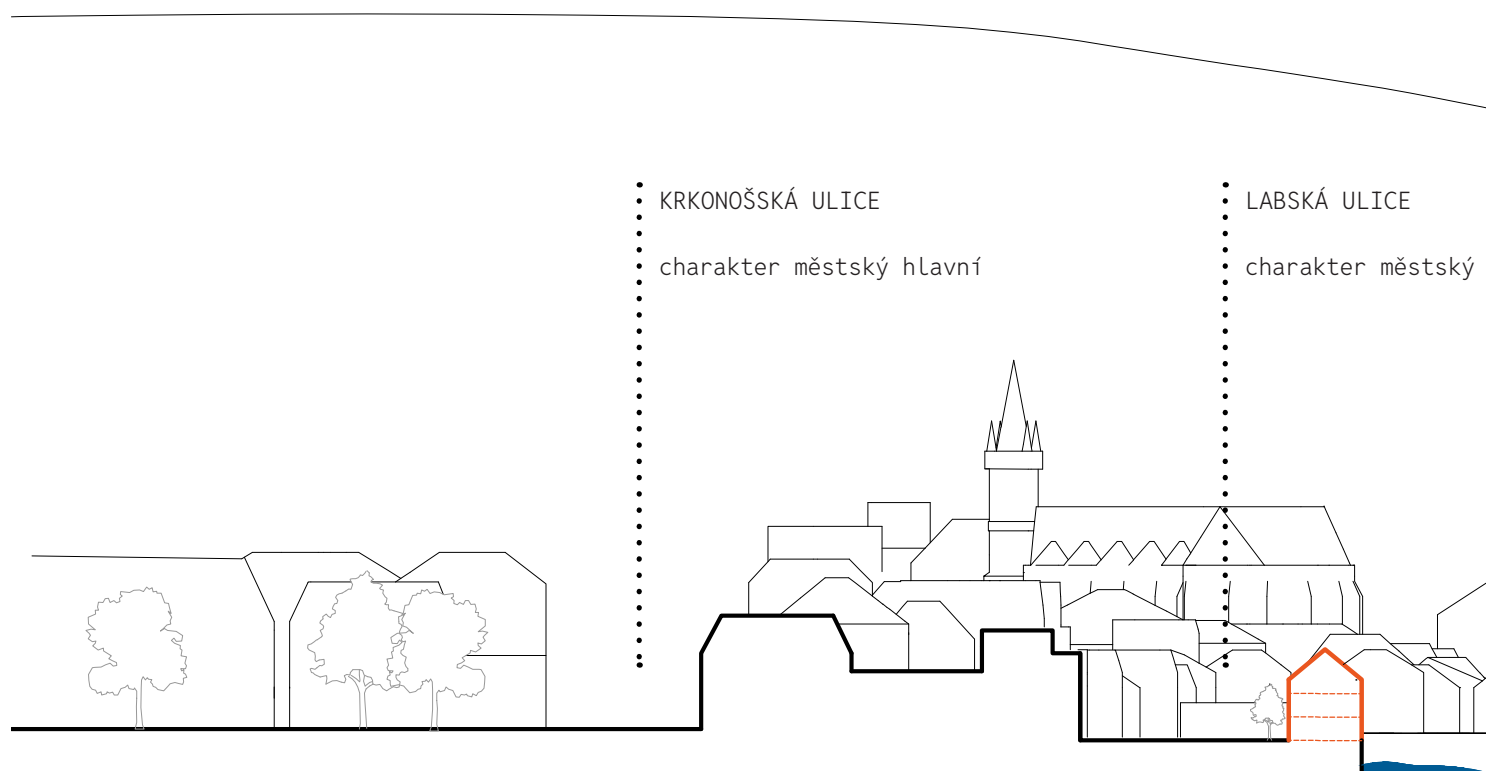 KRKONOŠSKÁ ULICE
charakter městský hlavní
LABSKÁ ULICE
charakter městský